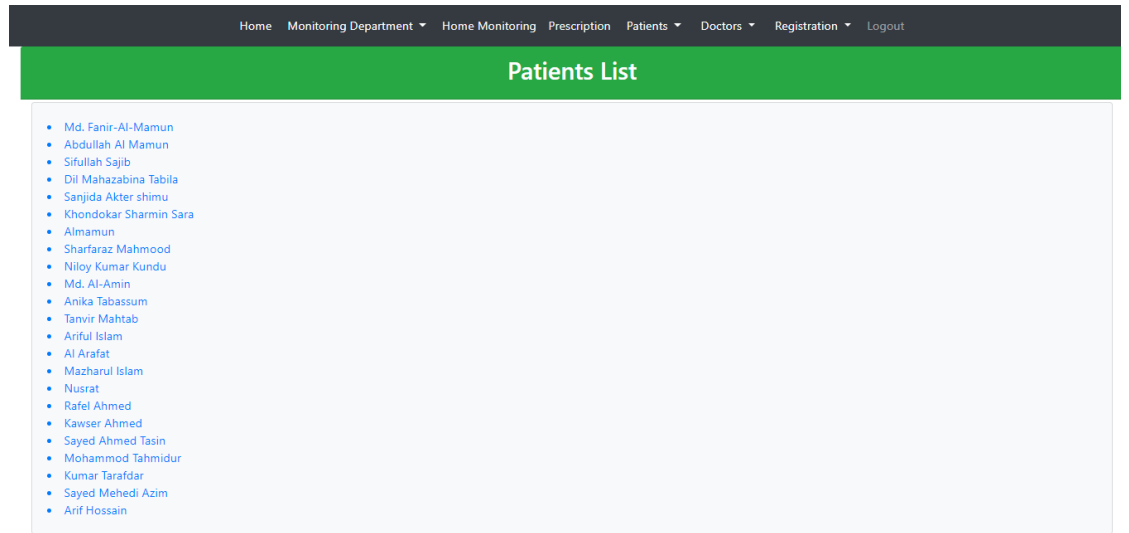 Home Monitoring Department Home Monitoring Prescription Patients Doctors Registration Logout
Patients List
Md. Fanir-Al-Mamun
Abdullah Al Mamun
Sifullah Sajib
Dil Mahazabina Tabila
Sanjida Akter shimu
Khondokar Sharmin Sara
Almamun
Sharfaraz Mahmood
Niloy Kumar Kundu
Md. Al-Amin
Anika Tabassum
Tanvir Mahtab
Ariful Islam
Al Arafat
Mazharul Islam
Nusrat
Rafel Ahmed
Kawser Ahmed
Sayed Ahmed Tasin
Mohammod Tahmidur
Kumar Tarafdar
Sayed Mehedi Azim
Arif Hossain